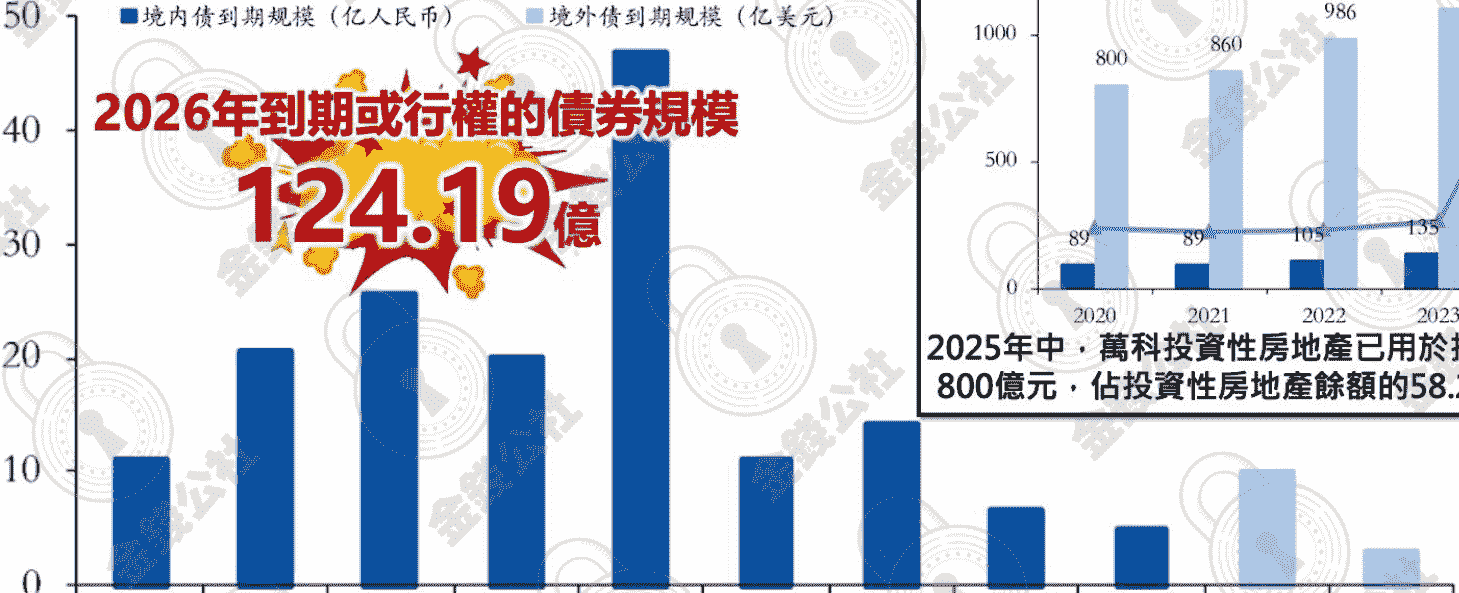 境内债到期规模（亿人民币）
境外债到期规模（亿美元）
2026年到期或行權的債券規模
124.19億
50
40
30
20
10
0
1000
500
0
800
860
986
89
89
105
135
2020
2021
2022
2023
2025年中，萬科投資性房地產已用於
800億元，佔投資性房地產餘額的58.
金錢公社